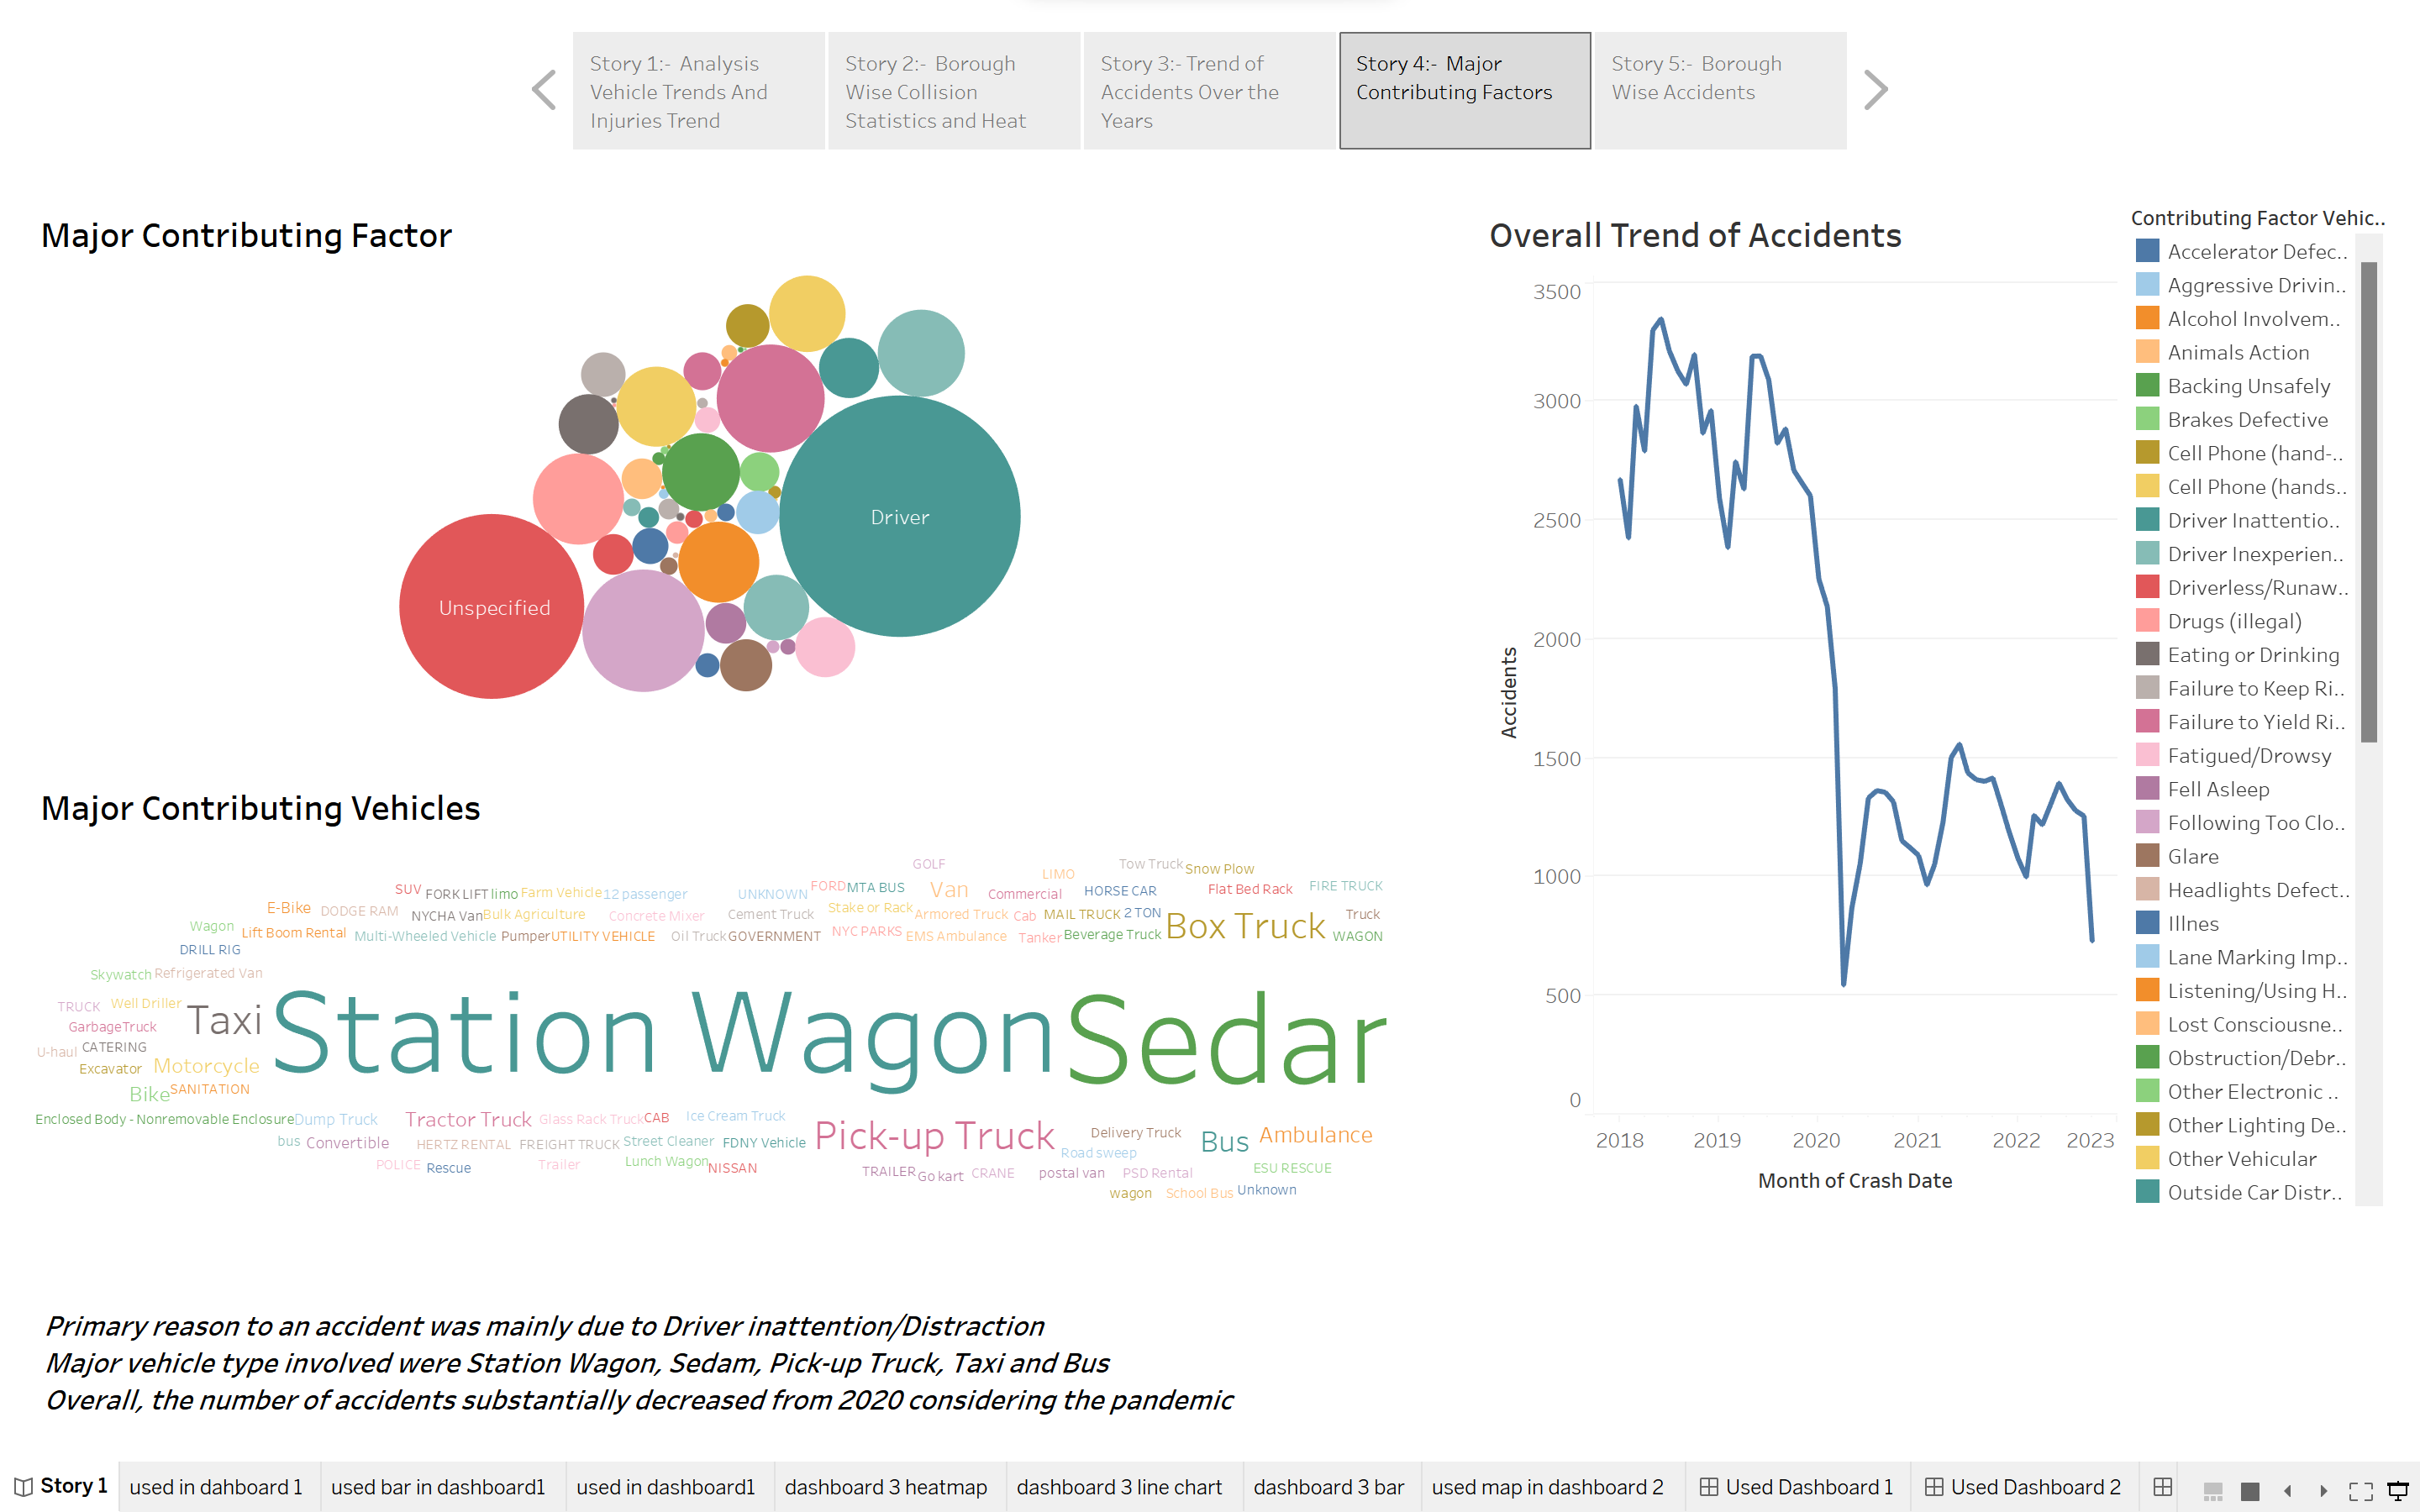 Story 1:- Analysis
Vehicle Trends And
Injuries Trend
Story 2:- Borough
Wise Collision
Statistics and Heat
Story 3:- Trend of
Accidents Over the
Years
Story 4:- Major
Contributing Factors
Story 5:- Borough
Wise Accidents
Major Contributing Factor
Driver
Unspecified
Major Contributing Vehicles
GOLF
LIMO
Tow Truck
Snow Plow
SUV
FORK LIFT
limo
Farm Vehicle
12 passenger
UNKNOWN
FORD
MTA BUS
Van
Commercial
HORSE CAR
Flat Bed Rack
FIRE TRUCK
E-Bike
DODGE RAM
NYCHA Van
Bulk Agriculture
Concrete Mixer
Cement Truck
Stake or Rack
Armored Truck
Cab
MAIL TRUCK
2 TON
Box Truck
Truck
Wagon
Lift Boom Rental
Multi-Wheeled Vehicle
Pumper
UTILITY VEHICLE
Oil Truck
GOVERNMENT
NYC PARKS
EMS Ambulance
Tanker
Beverage Truck
WAGON
DRILL RIG
Skywatch
Refrigerated Van
TRUCK
Well Driller
Taxi
Station Wagon
Sedar
GarbageTruck
U-haul
CATERING
Excavator
Motorcycle
Bike
SANITATION
Enclosed Body - Nonremovable Enclosure
Dump Truck
Tractor Truck
Glass Rack Truck
CAB
Ice Cream Truck
Pick-up Truck
Delivery Truck
Bus
Ambulance
bus
Convertible
HERTZ RENTAL
FREIGHT TRUCK
Street Cleaner
FDNY Vehicle
Road sweep
POLICE
Rescue
Trailer
Lunch Wagon
NISSAN
TRAILER
Go kart
CRANE
postal van
PSD Rental
ESU RESCUE
wagon
School Bus
Unknown
Overall Trend of Accidents
3500
3000
2500
2000
1500
1000
500
0
Accidents
2018
2019
2020
2021
2022
2023
Month of Crash Date
Contributing Factor Vehic..
Accelerator Defec..
Aggressive Drivin..
Alcohol Involvem..
Animals Action
Backing Unsafely
Brakes Defective
Cell Phone (hand-..
Cell Phone (hands..
Driver Inattentio..
Driver Inexperien..
Driverless/Runaw..
Drugs (illegal)
Eating or Drinking
Failure to Keep Ri..
Failure to Yield Ri..
Fatigued/Drowsy
Fell Asleep
Following Too Clo..
Glare
Headlights Defect..
Illnes
Lane Marking Imp..
Listening/Using H..
Lost Consciousne..
Obstruction/Debr..
Other Electronic ..
Other Lighting De..
Other Vehicular
Outside Car Distr..
Primary reason to an accident was mainly due to Driver inattention/Distraction
Major vehicle type involved were Station Wagon, Sedam, Pick-up Truck, Taxi and Bus
Overall, the number of accidents substantially decreased from 2020 considering the pandemic
Story 1
used in dahboard 1
used bar in dashboard1
used in dashboard1
dashboard 3 heatmap
dashboard 3 line chart
dashboard 3 bar
used map in dashboard 2
Used Dashboard 1
Used Dashboard 2